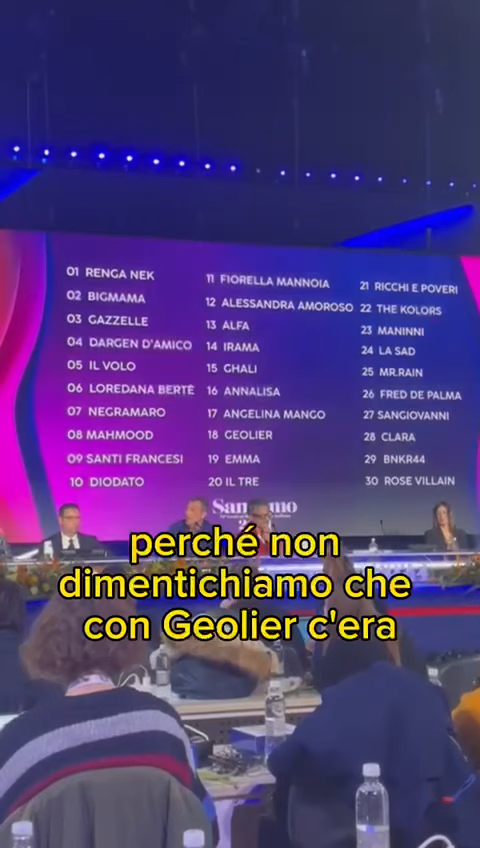 01 RENGA NEK
02 BIGMAMA
03 GAZZELLE
04 DARGEN D'AMICO
05 IL VOLO
06 LOREDANA BERTÈ
07 NEGRAMARO
08 MAHMOOD
09 SANTI FRANCESI
10 DIODATO
11 FIORELLA MANNOIA
12 ALESSANDRA AMOROSO
13 ALFA
14 IRAMA
15 GHALI
16 ANNALISA
17 ANGELINA MANGO
18 GEOLIER
19 EMMA
20 IL TRE
21 RICCHI E POVERI
22 THE KOLORS
23 MANINNI
24 LA SAD
25 MR.RAIN
26 FRED DE PALMA
27 SANGIOVANNI
28 CLARA
29 BNKR44
30 ROSE VILLAIN
perché non
dimentichiamo che
con Geolier c'era